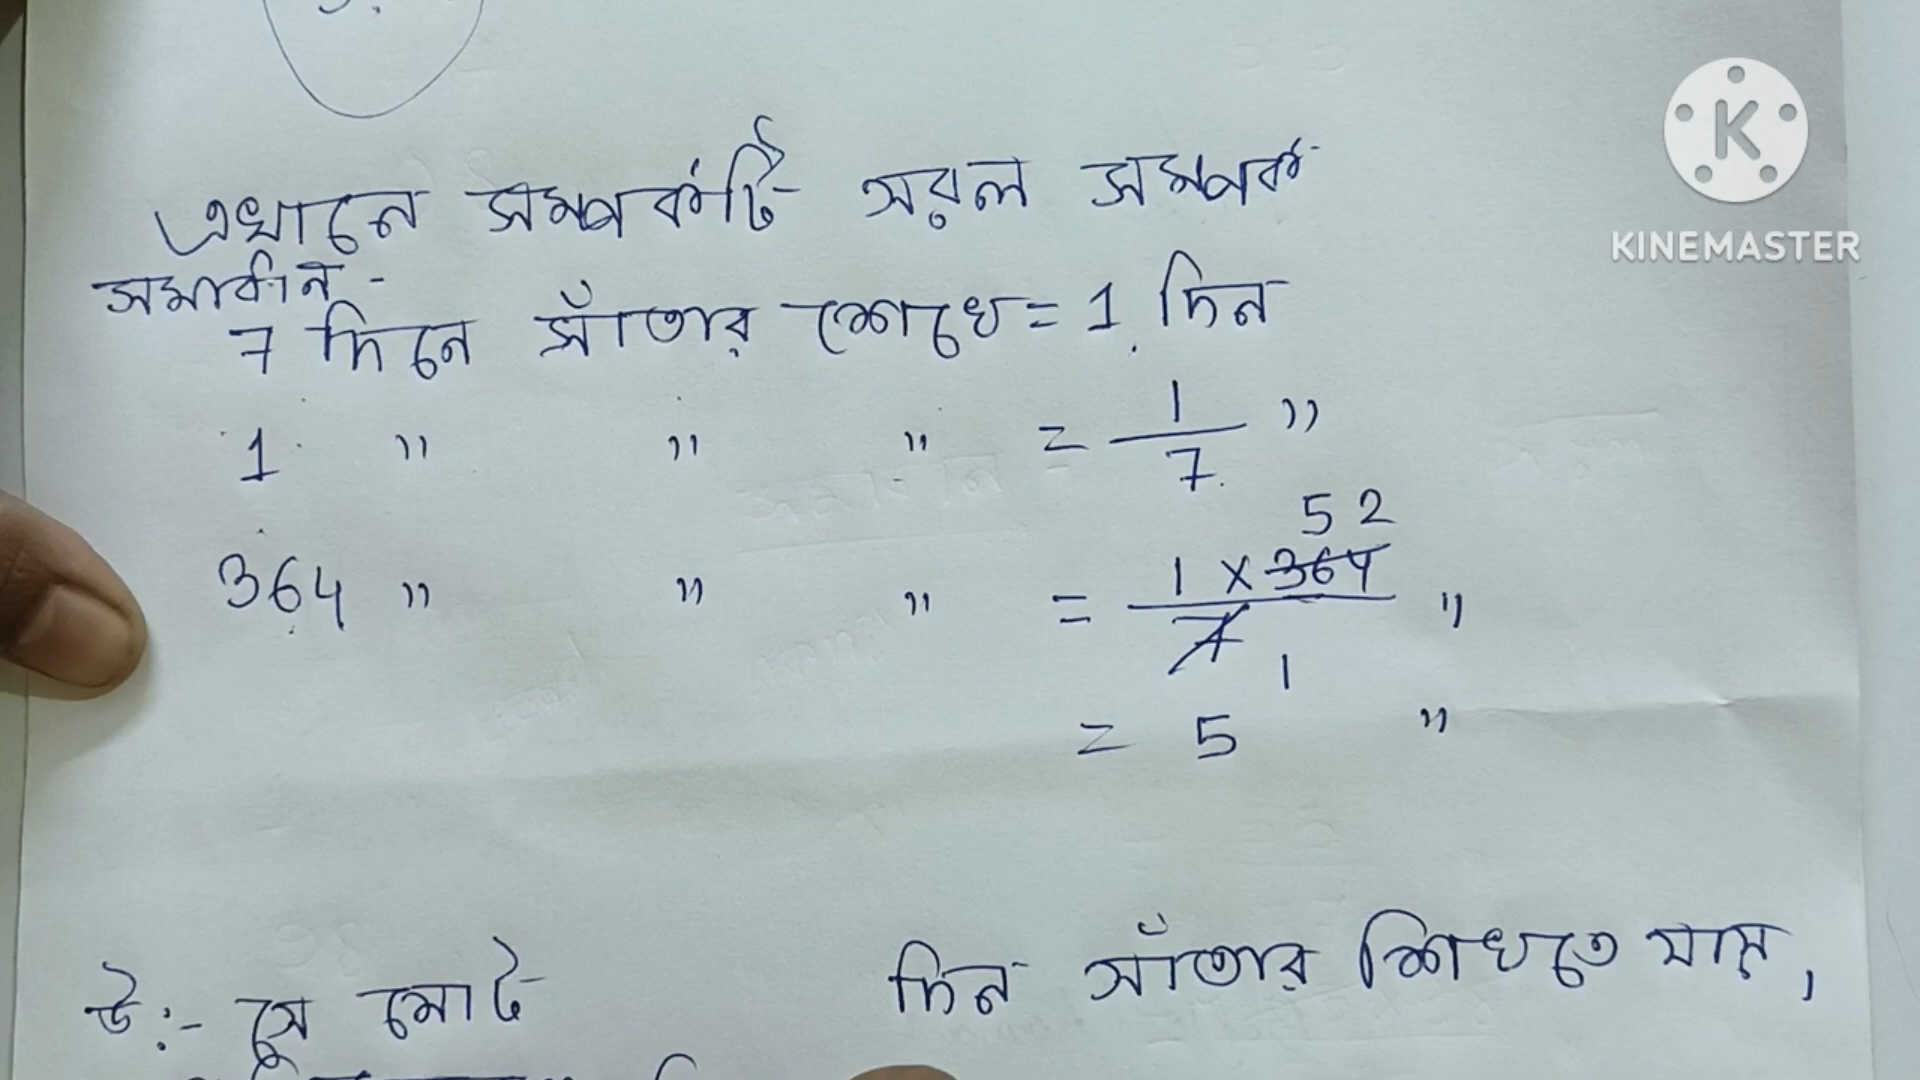 এখানে সম্পর্কটি সরল সম্পর্ক
সমাধান -
7 দিনে সাঁতার শেখে = 1 দিন
1 " " " = 1/7 "
52
364 " " " = 1 x 364/7 "
1
= 5 "
উ:- সে মোট দিন সাঁতার শিখতে যায়,
K
KINEMASTER